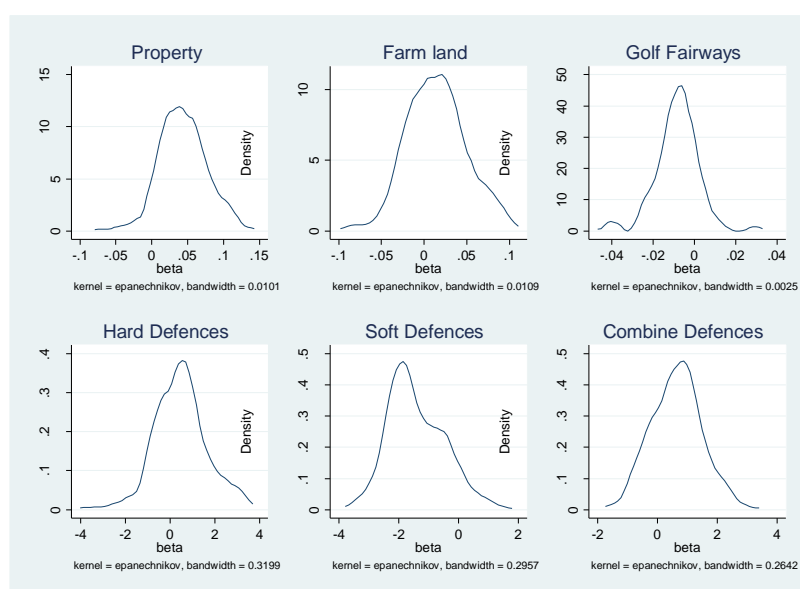 Property
Farm land
Golf Fairways
15
10
5
0
-.1
-.05
0
.05
.1
.15
beta
kernel = epanechnikov, bandwidth = 0.0101
Density
10
5
0
-.1
-.05
0
.05
.1
beta
kernel = epanechnikov, bandwidth = 0.0109
Density
50
40
30
20
10
0
-.04
-.02
0
.02
.04
beta
kernel = epanechnikov, bandwidth = 0.0025
Hard Defences
Soft Defences
Combine Defences
.4
.3
.2
.1
0
-4
-2
0
2
4
beta
kernel = epanechnikov, bandwidth = 0.3199
Density
.5
.4
.3
.2
.1
0
-4
-2
0
2
beta
kernel = epanechnikov, bandwidth = 0.2957
Density
.5
.4
.3
.2
.1
0
-2
0
2
4
beta
kernel = epanechnikov, bandwidth = 0.2642